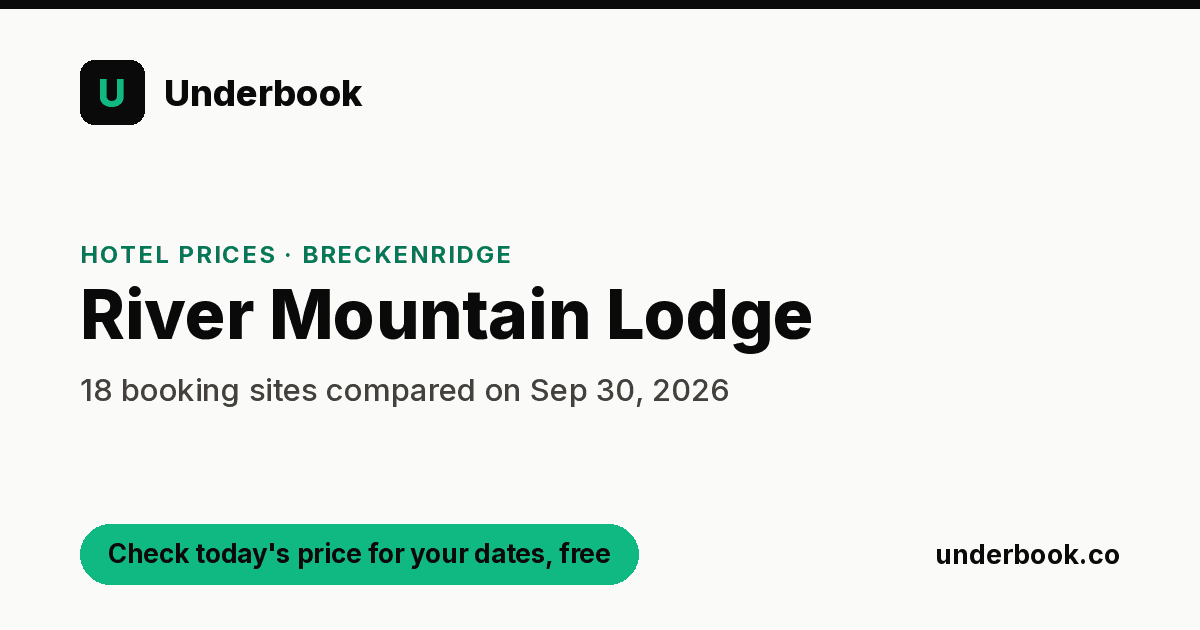 U Underbook
HOTEL PRICES · BRECKENRIDGE
River Mountain Lodge
18 booking sites compared on Sep 30, 2026
Check today's price for your dates, free
underbook.co